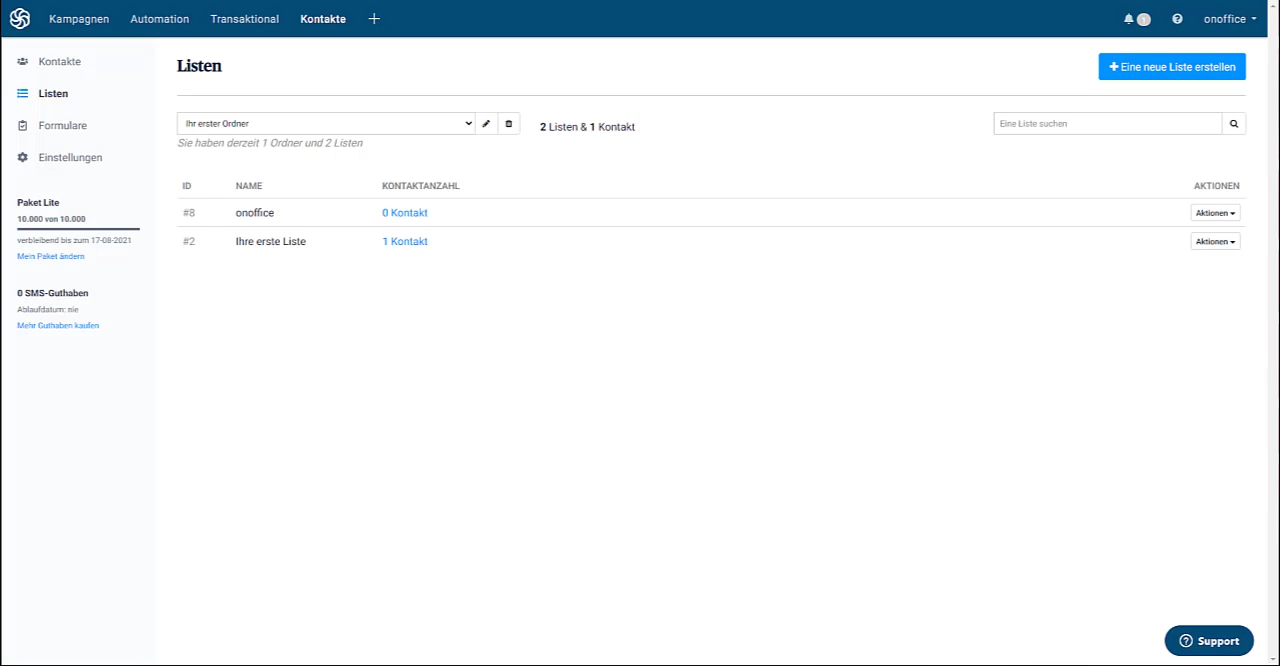 Kampagnen Automation Transaktional Kontakte + 1 onoffice
Kontakte
Listen
Formulare
Einstellungen
Paket Lite
10.000 von 10.000
verbleibend bis zum 17-08-2021
Mein Paket ändern
0 SMS-Guthaben
Ablaufdatum: nie
Mehr Guthaben kaufen
Listen
+ Eine neue Liste erstellen
Ihr erster Ordner
2 Listen & 1 Kontakt
Eine Liste suchen
Sie haben derzeit 1 Ordner und 2 Listen
ID NAME KONTAKTANZAHL AKTIONEN
#8 onoffice 0 Kontakt Aktionen
#2 Ihre erste Liste 1 Kontakt Aktionen
Support